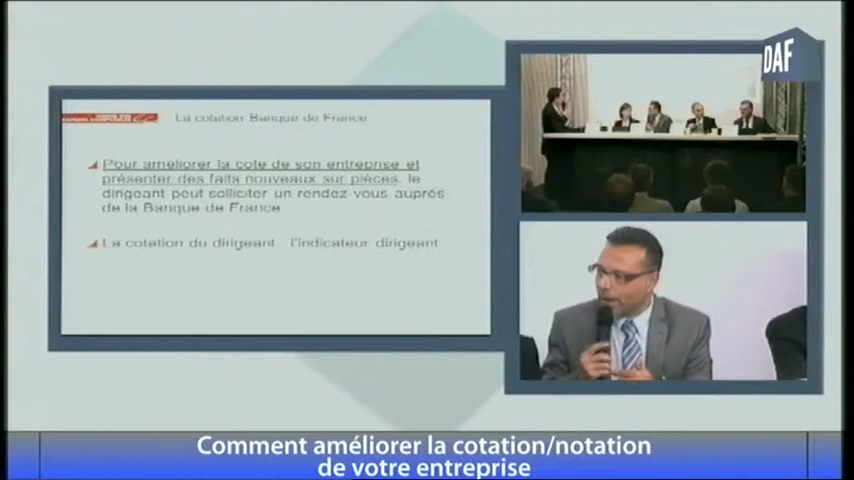 DAF
EXPERTS COMPTABLES
La cotation Banque de France
Pour améliorer la cote de son entreprise et
présenter des faits nouveaux sur pièces, le
dirigeant peut solliciter un rendez vous auprès
de la Banque de France
La cotation du dirigeant l'indicateur dirigeant
Comment améliorer la cotation/notation
de votre entreprise